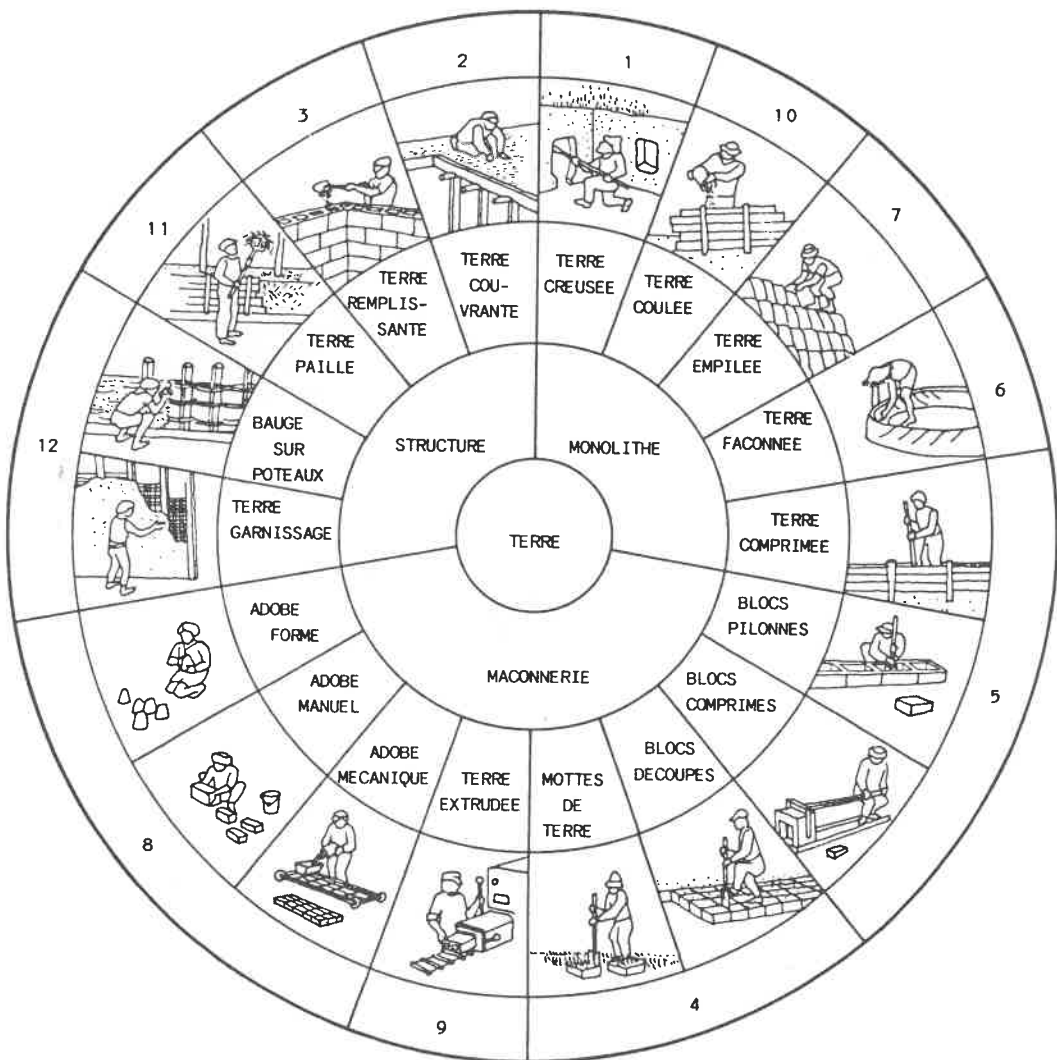 2
1
3
10
11
7
TERRE
COU-
VRANTE
TERRE
CREUSEE
TERRE
REMPLIS-
SANTE
TERRE
COULEE
TERRE
PAILLE
TERRE
EMPILEE
6
12
BAUGE
SUR
POTEAUX
STRUCTURE
MONOLITHE
TERRE
FACONNEE
TERRE
GARNISSAGE
TERRE
TERRE
COMPRIMEE
ADOBE
FORME
BLOCS
PILONNES
MACONNERIE
ADOBE
MANUEL
BLOCS
COMPRIMES
5
ADOBE
MECANIQUE
TERRE
EXTRUDEE
MOTTES
DE
TERRE
BLOCS
DECOUPES
8
9
4